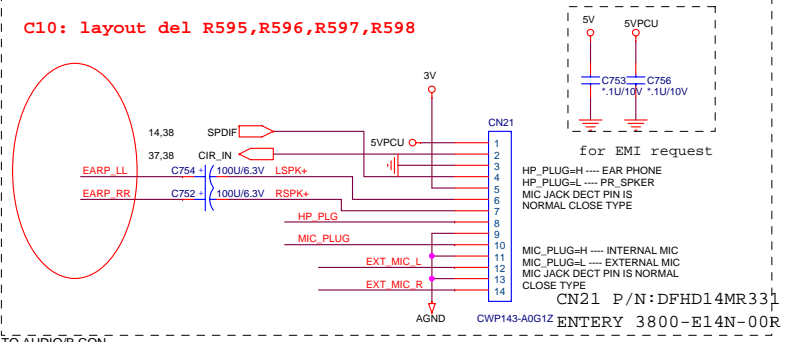 C10: layout del R595,R596,R597,R598
5V
5VPCU
C753
C756
*.1U/10V
*.1U/10V
for EMI request
3V
CN21
14,38
SPDIF
5VPCU
37,38
CIR_IN
EARP_LL
C754
+
100U/6.3V
LSPK+
EARP_RR
C752
+
100U/6.3V
RSPK+
HP_PLG
MIC_PLUG
EXT_MIC_L
EXT_MIC_R
1
2
3
4
5
6
7
8
9
10
11
12
13
14
HP_PLUG=H ---- EAR PHONE
HP_PLUG=L ---- PR_SPKER
MIC JACK DECT PIN IS
NORMAL CLOSE TYPE
MIC_PLUG=H ---- INTERNAL MIC
MIC_PLUG=L ---- EXTERNAL MIC
MIC JACK DECT PIN IS NORMAL
CLOSE TYPE
CN21 P/N:DFHD14MR331
AGND
CWP143-A0G1Z
ENTERY 3800-E14N-00R
TO AUDIO/B CON